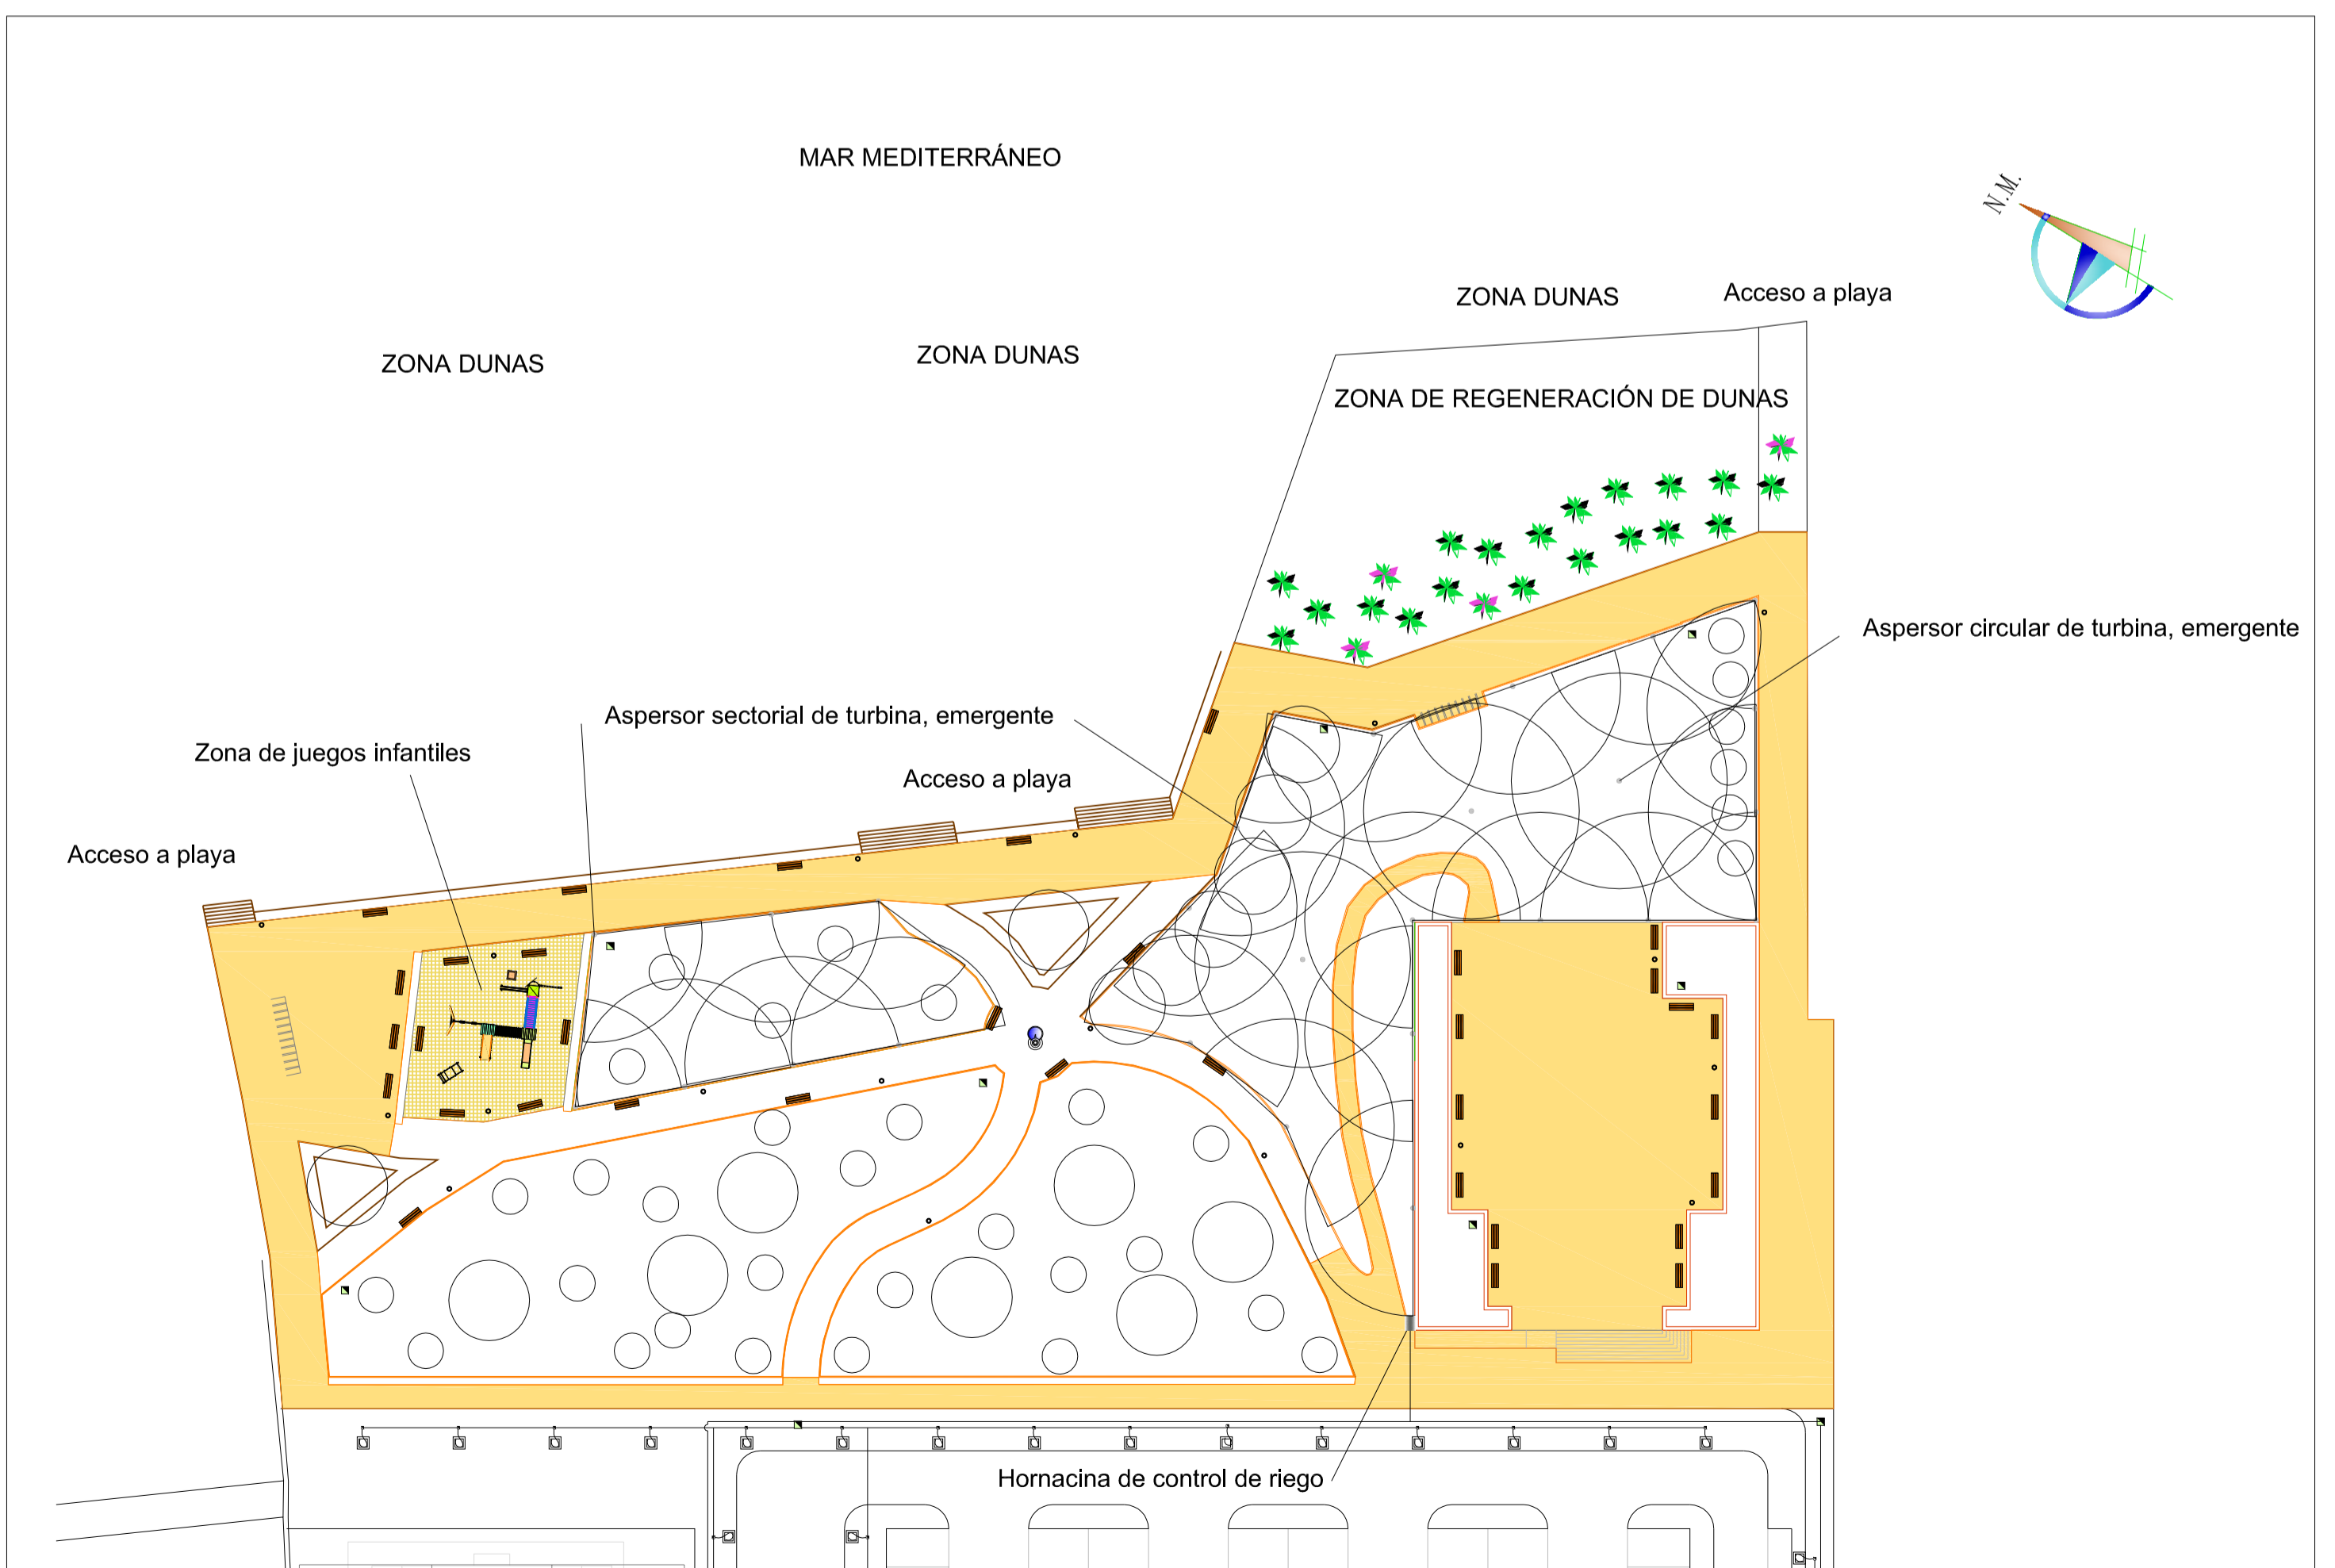 MAR MEDITERRÁNEO
N.M.
ZONA DUNAS
Acceso a playa
ZONA DUNAS
ZONA DUNAS
ZONA DE REGENERACIÓN DE DUNAS
Aspersor circular de turbina, emergente
Aspersor sectorial de turbina, emergente
Zona de juegos infantiles
Acceso a playa
Acceso a playa
Hornacina de control de riego